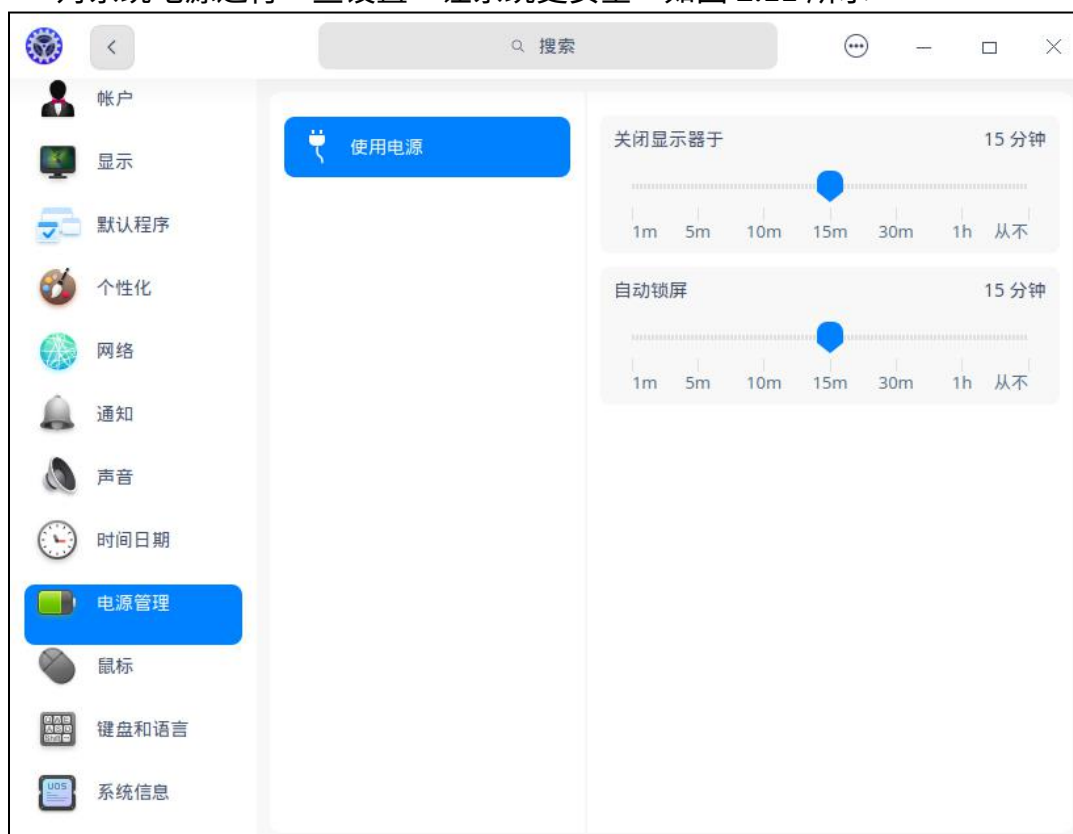 搜索
帐户
显示
默认程序
个性化
网络
通知
声音
时间日期
电源管理
鼠标
键盘和语言
UOS
系统信息
使用电源
关闭显示器于 15 分钟
1m 5m 10m 15m 30m 1h 从不
自动锁屏 15 分钟
1m 5m 10m 15m 30m 1h 从不